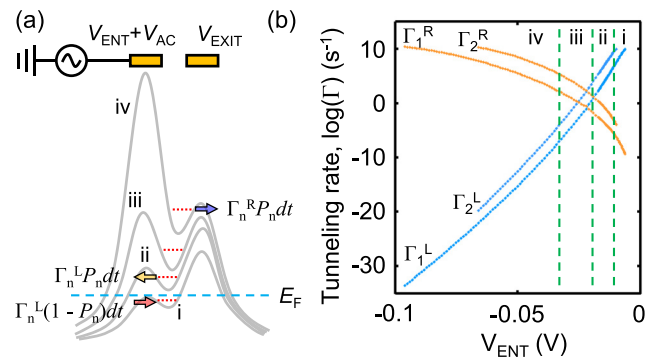 (a)
V_ENT+V_AC
V_EXIT
iv
iii
ii
i
Γ_n^R P_n dt
Γ_n^L P_n dt
Γ_n^L(1 - P_n)dt
E_F
(b)
Tunneling rate, log(Γ) (s^-1)
10
0
-10
-20
-30
Γ_1^R
Γ_2^R
iv
iii
ii
i
Γ_2^L
Γ_1^L
-0.1
-0.05
0
V_ENT (V)